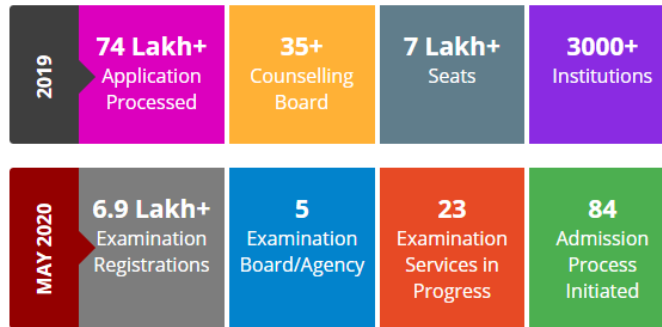 2019
74 Lakh+
Application
Processed
35+
Counselling
Board
7 Lakh+
Seats
3000+
Institutions
MAY 2020
6.9 Lakh+
Examination
Registrations
5
Examination
Board/Agency
23
Examination
Services in
Progress
84
Admission
Process
Initiated